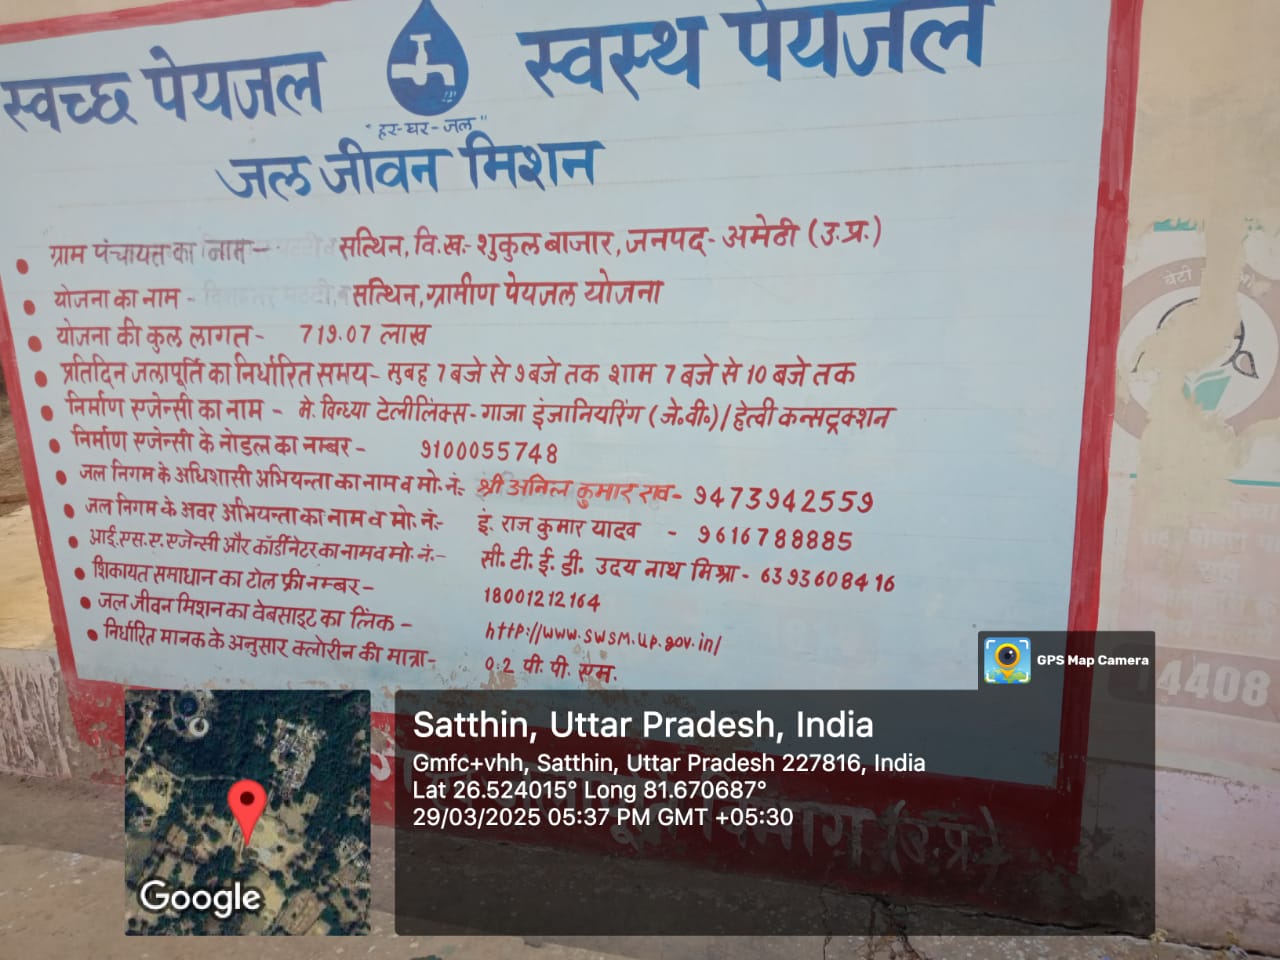 स्वच्छ पेयजल स्वस्थ पेयजल
"हर-घर-जल"
जल जीवन मिशन
• ग्राम पंचायत का नाम- सत्थिन, वि.ख.- शुकुल बाजार, जनपद- अमेठी (उ.प्र.)
• योजना का नाम - सत्थिन, ग्रामीण पेयजल योजना
• योजना की कुल लागत- 719.07 लाख
• प्रतिदिन जलापूर्ति का निर्धारित समय- सुबह 7 बजे से 9 बजे तक शाम 7 बजे से 10 बजे तक
• निर्माण एजेन्सी का नाम - मे. विन्ध्या टेलीलिंक्स- गाजा इंजानियरिंग (जे०वी०)/ हेत्वी कन्सट्रक्शन
• निर्माण एजेन्सी के नोडल का नम्बर- 9100055748
• जल निगम के अधिशासी अभियन्ता का नाम व मो. नं.- श्री अनिल कुमार राव- 9473942559
• जल निगम के अवर अभियन्ता का नाम व मो. नं.- इं. राज कुमार यादव - 9616788885
• आई.एस.ए. एजेन्सी और कॉर्डीनेटर का नाम व मो. नं.- सी. टी. ई. डी. उदय नाथ मिश्रा- 6393608416
• शिकायत समाधान का टोल फ्री नम्बर- 18001212164
• जल जीवन मिशन का वेबसाइट का लिंक - http://www.swsm.up.gov.in/
• निर्धारित मानक के अनुसार क्लोरीन की मात्रा- 0.2 पी. पी. एम.
बेटी
14408
GPS Map Camera
Satthin, Uttar Pradesh, India
Gmfc+vhh, Satthin, Uttar Pradesh 227816, India
Lat 26.524015° Long 81.670687°
29/03/2025 05:37 PM GMT +05:30
Google
विभाग (उ.प्र.)